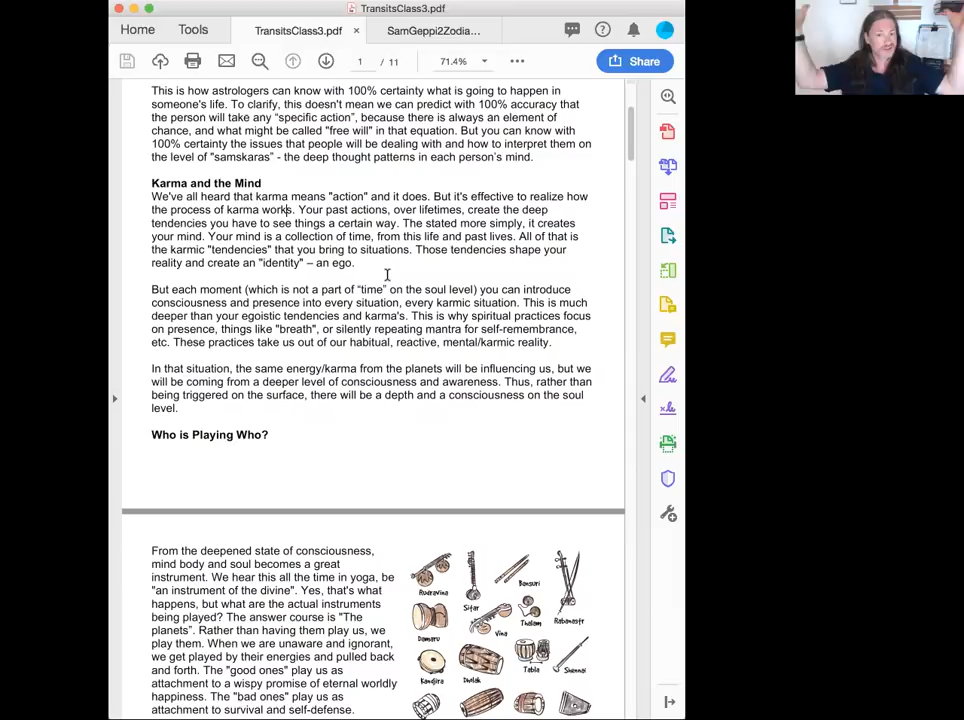 TransitsClass3.pdf
Home
Tools
TransitsClass3.pdf
×
SamGeppi2Zodia...
1 / 11
71.4%
Share
This is how astrologers can know with 100% certainty what is going to happen in
someone's life. To clarify, this doesn't mean we can predict with 100% accuracy that
the person will take any “specific action”, because there is always an element of
chance, and what might be called "free will" in that equation. But you can know with
100% certainty the issues that people will be dealing with and how to interpret them on
the level of "samskaras” - the deep thought patterns in each person’s mind.
Karma and the Mind
We've all heard that karma means "action" and it does. But it's effective to realize how
the process of karma works. Your past actions, over lifetimes, create the deep
tendencies you have to see things a certain way. The stated more simply, it creates
your mind. Your mind is a collection of time, from this life and past lives. All of that is
the karmic "tendencies" that you bring to situations. Those tendencies shape your
reality and create an "identity" – an ego.
But each moment (which is not a part of “time” on the soul level) you can introduce
consciousness and presence into every situation, every karmic situation. This is much
deeper than your egoistic tendencies and karma's. This is why spiritual practices focus
on presence, things like "breath", or silently repeating mantra for self-remembrance,
etc. These practices take us out of our habitual, reactive, mental/karmic reality.
In that situation, the same energy/karma from the planets will be influencing us, but we
will be coming from a deeper level of consciousness and awareness. Thus, rather than
being triggered on the surface, there will be a depth and a consciousness on the soul
level.
Who is Playing Who?
From the deepened state of consciousness,
mind body and soul becomes a great
instrument. We hear this all the time in yoga, be
"an instrument of the divine". Yes, that's what
happens, but what are the actual instruments
being played? The answer course is "The
planets”. Rather than having them play us, we
play them. When we are unaware and ignorant,
we get played by their energies and pulled back
and forth. The "good ones" play us as
attachment to a wispy promise of eternal worldly
happiness. The "bad ones" play us as
attachment to survival and self-defense.
Rudravina
Sitar
Bansuri
Rabanastr
Damaru
Vina
Thalam
Kandjira
Dholak
Tabla
Shennai